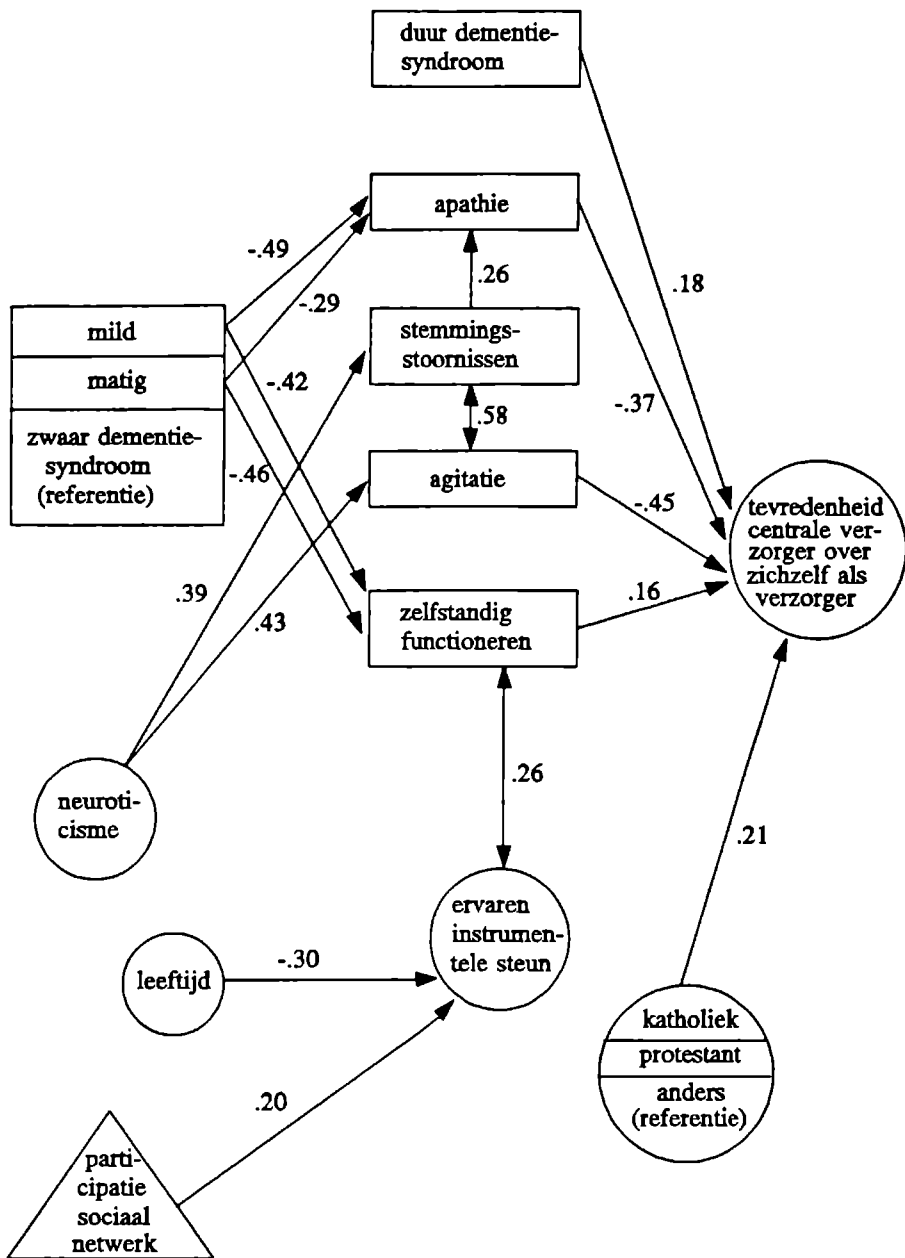 duur dementie-
syndroom
apathie
-.49
.26
.18
-.29
mild
stemmings-
stoornissen
matig
-.42
.58
-.37
zwaar dementie-
syndroom
(referentie)
-.46
agitatie
-.45
tevredenheid
centrale ver-
zorger over
zichzelf als
verzorger
.39
.43
zelfstandig
functioneren
.16
neuroti-
cisme
.26
.21
ervaren
instrumen-
tele steun
leeftijd
-.30
katholiek
protestant
anders
(referentie)
.20
parti-
cipatie
sociaal
netwerk